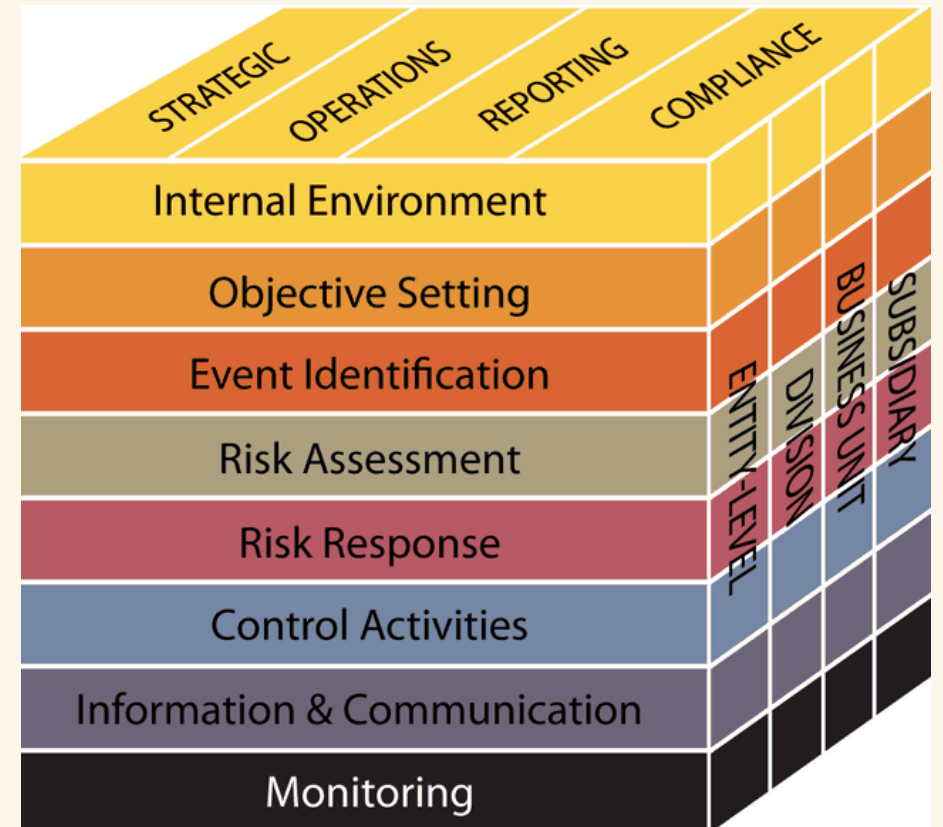 STRATEGIC
OPERATIONS
REPORTING
COMPLIANCE
Internal Environment
Objective Setting
Event Identification
Risk Assessment
Risk Response
Control Activities
Information & Communication
Monitoring
ENTITY-LEVEL
DIVISION
BUSINESS UNIT
SUBSIDIARY